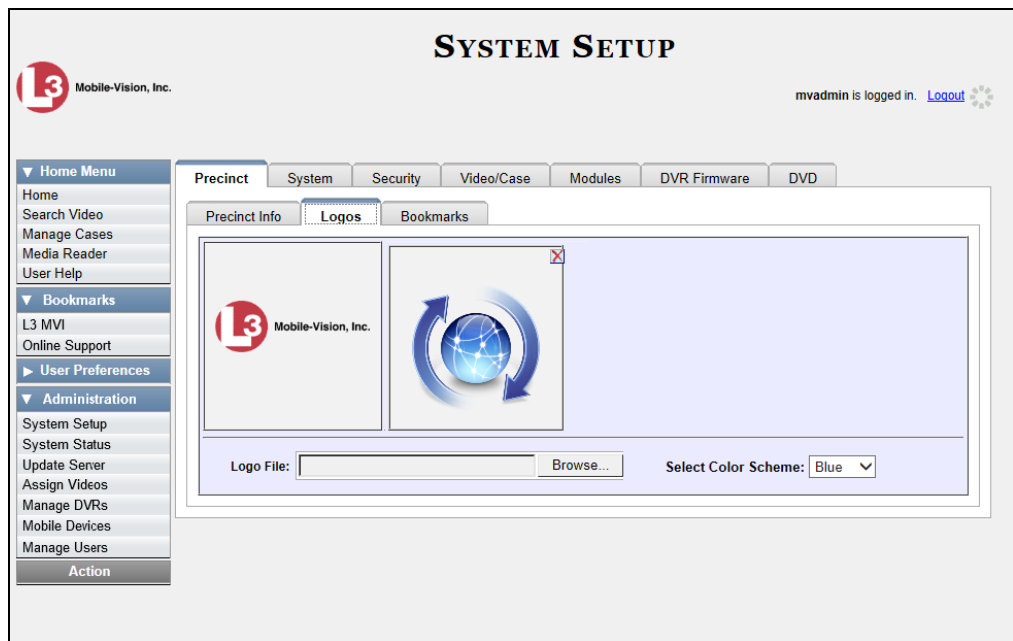 SYSTEM SETUP
L3 Mobile-Vision, Inc.
mvadmin is logged in. Logout
▼ Home Menu
Home
Search Video
Manage Cases
Media Reader
User Help
▼ Bookmarks
L3 MVI
Online Support
▶ User Preferences
▼ Administration
System Setup
System Status
Update Server
Assign Videos
Manage DVRs
Mobile Devices
Manage Users
Action
Precinct System Security Video/Case Modules DVR Firmware DVD
Precinct Info Logos Bookmarks
L3 Mobile-Vision, Inc.
Logo File: Browse... Select Color Scheme: Blue